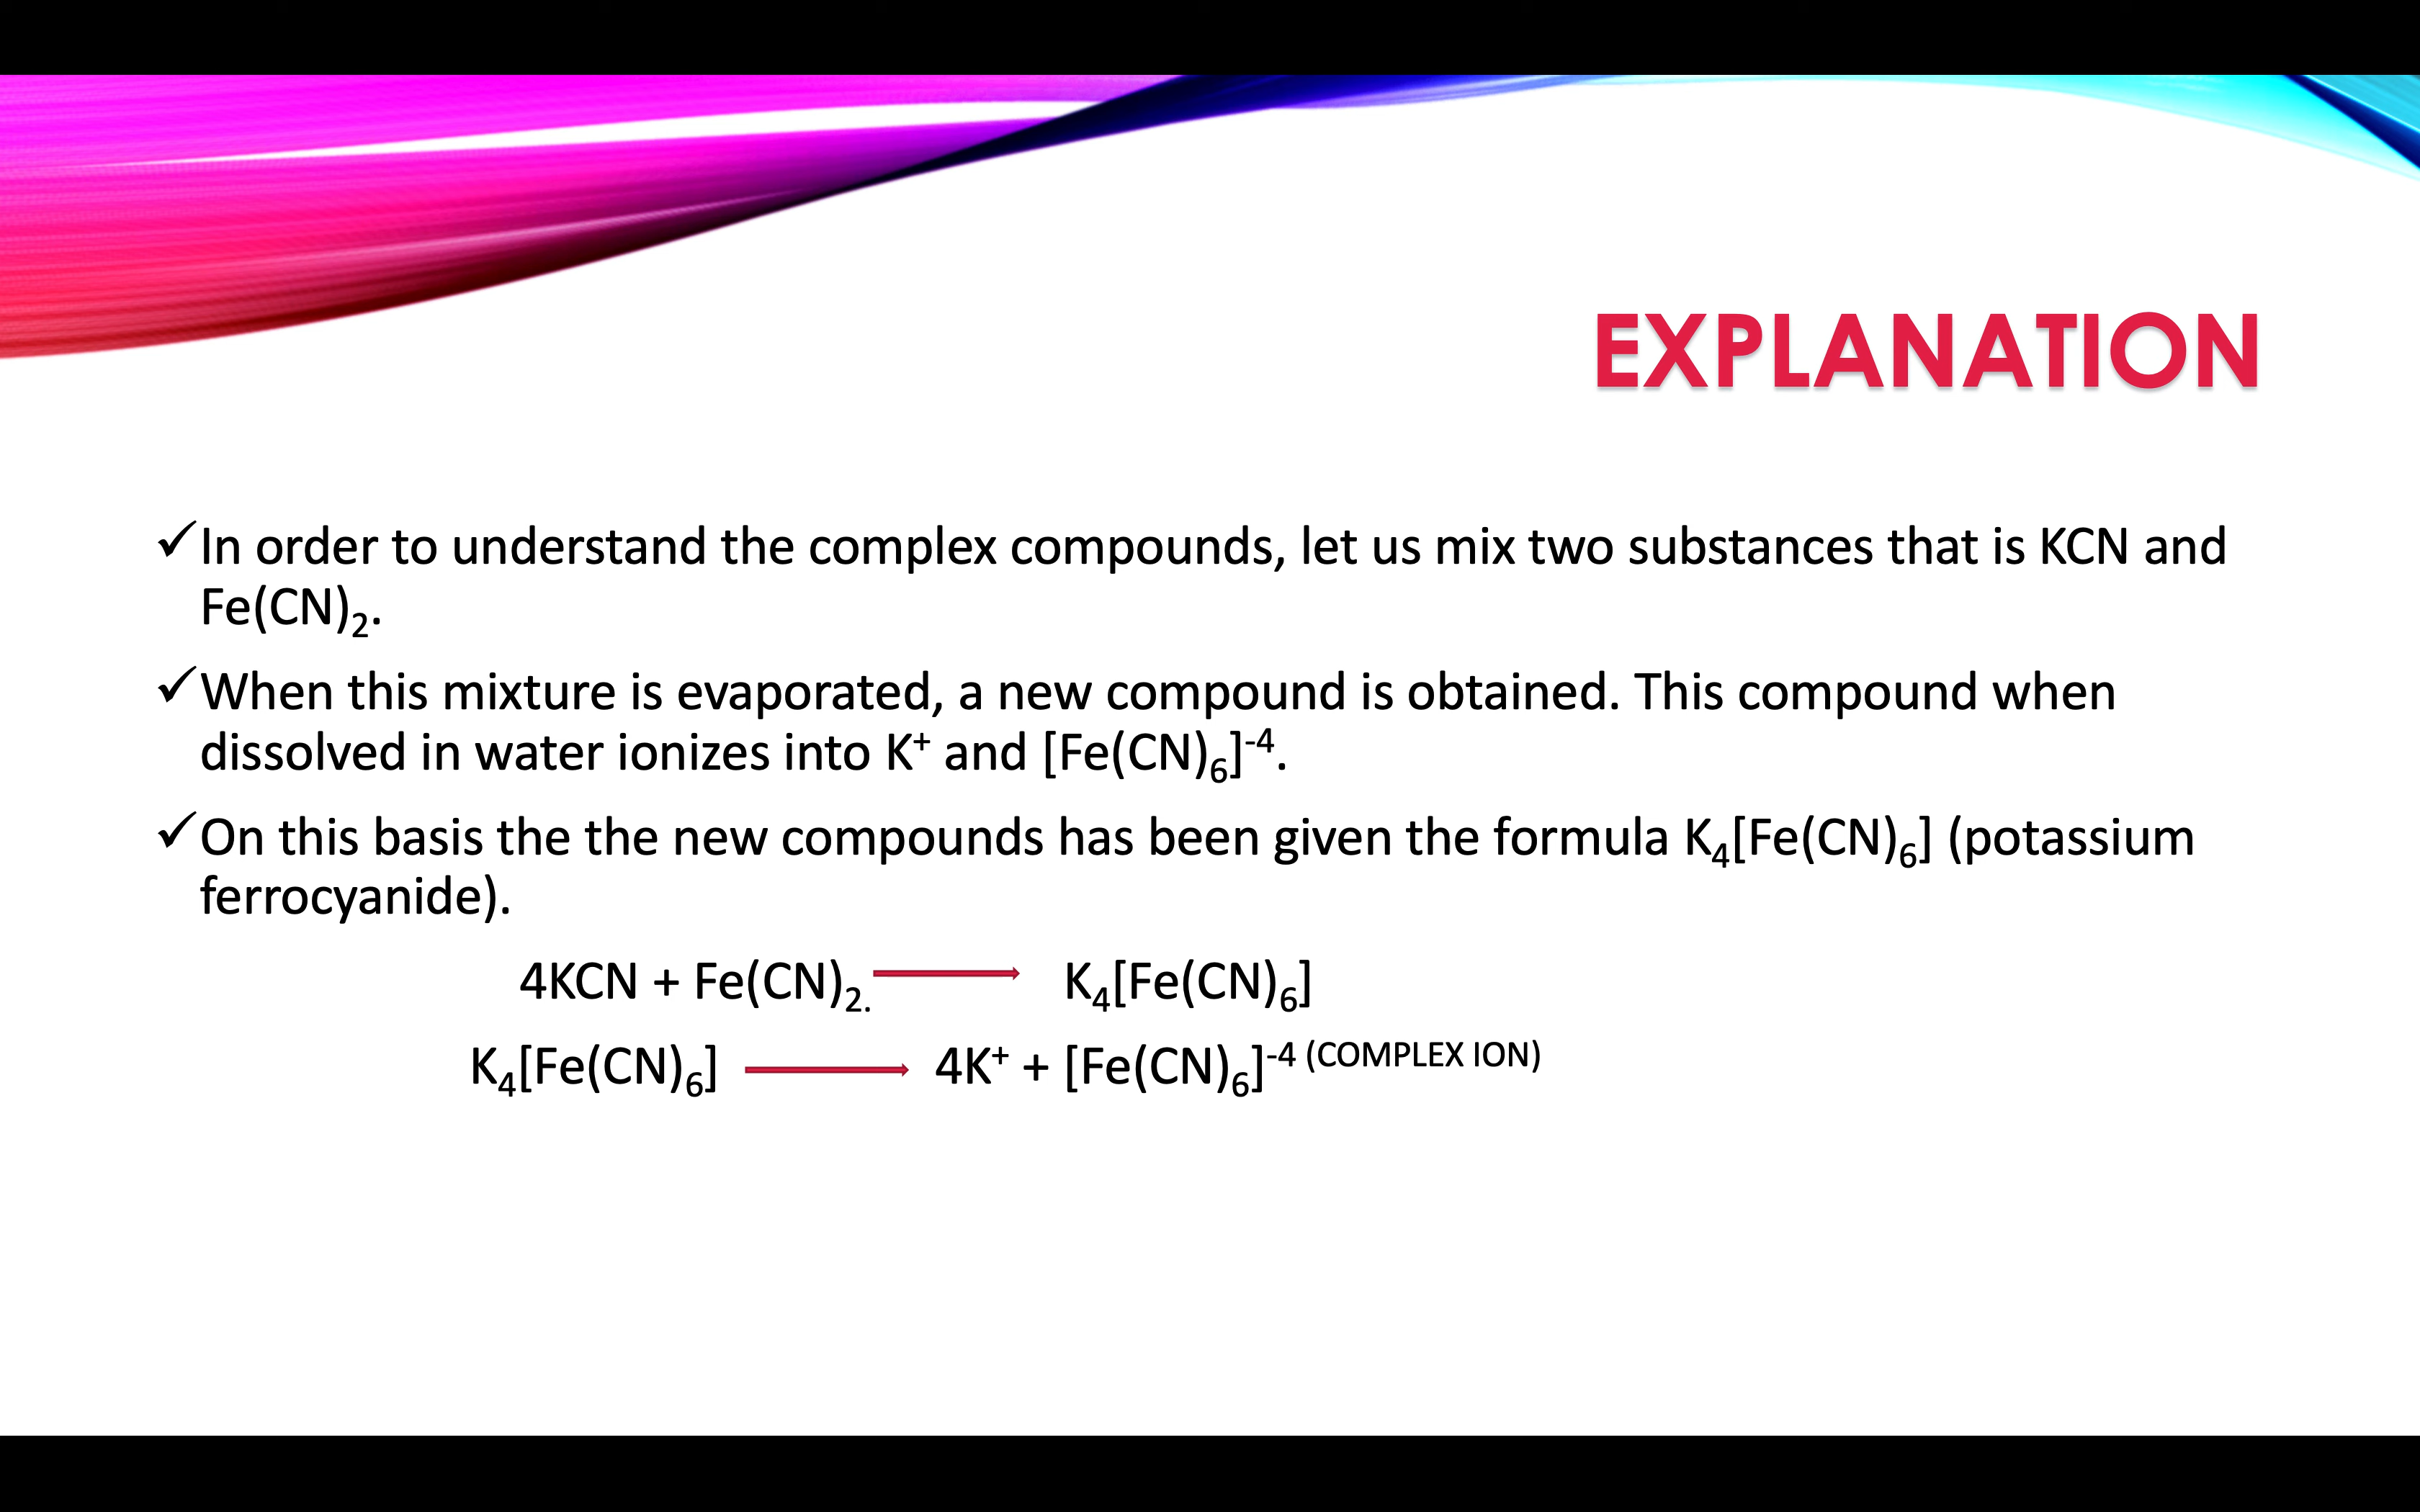 EXPLANATION
✓In order to understand the complex compounds, let us mix two substances that is KCN and
Fe(CN)₂.
✓When this mixture is evaporated, a new compound is obtained. This compound when
dissolved in water ionizes into K⁺ and [Fe(CN)₆]⁻⁴.
✓On this basis the the new compounds has been given the formula K₄[Fe(CN)₆] (potassium
ferrocyanide).
4KCN + Fe(CN)₂. ⟶ K₄[Fe(CN)₆]
K₄[Fe(CN)₆] ⟶ 4K⁺ + [Fe(CN)₆]⁻⁴ (COMPLEX ION)